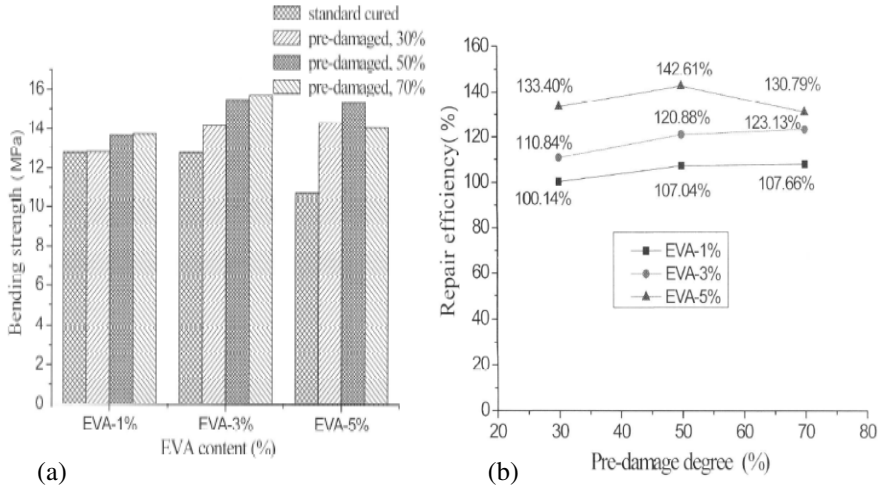 standard cured
pre-damaged, 30%
pre-damaged, 50%
pre-damaged, 70%
Bending strength (MPa)
16
14
12
10
8
6
4
2
0
EVA-1%
EVA-3%
EVA-5%
EVA content (%)
(a)
Repair efficiency( %)
160
140
120
100
80
60
40
20
0
133.40%
142.61%
130.79%
110.84%
120.88%
123.13%
100.14%
107.04%
107.66%
EVA-1%
EVA-3%
EVA-5%
20
30
40
50
60
70
80
Pre-damage degree (%)
(b)